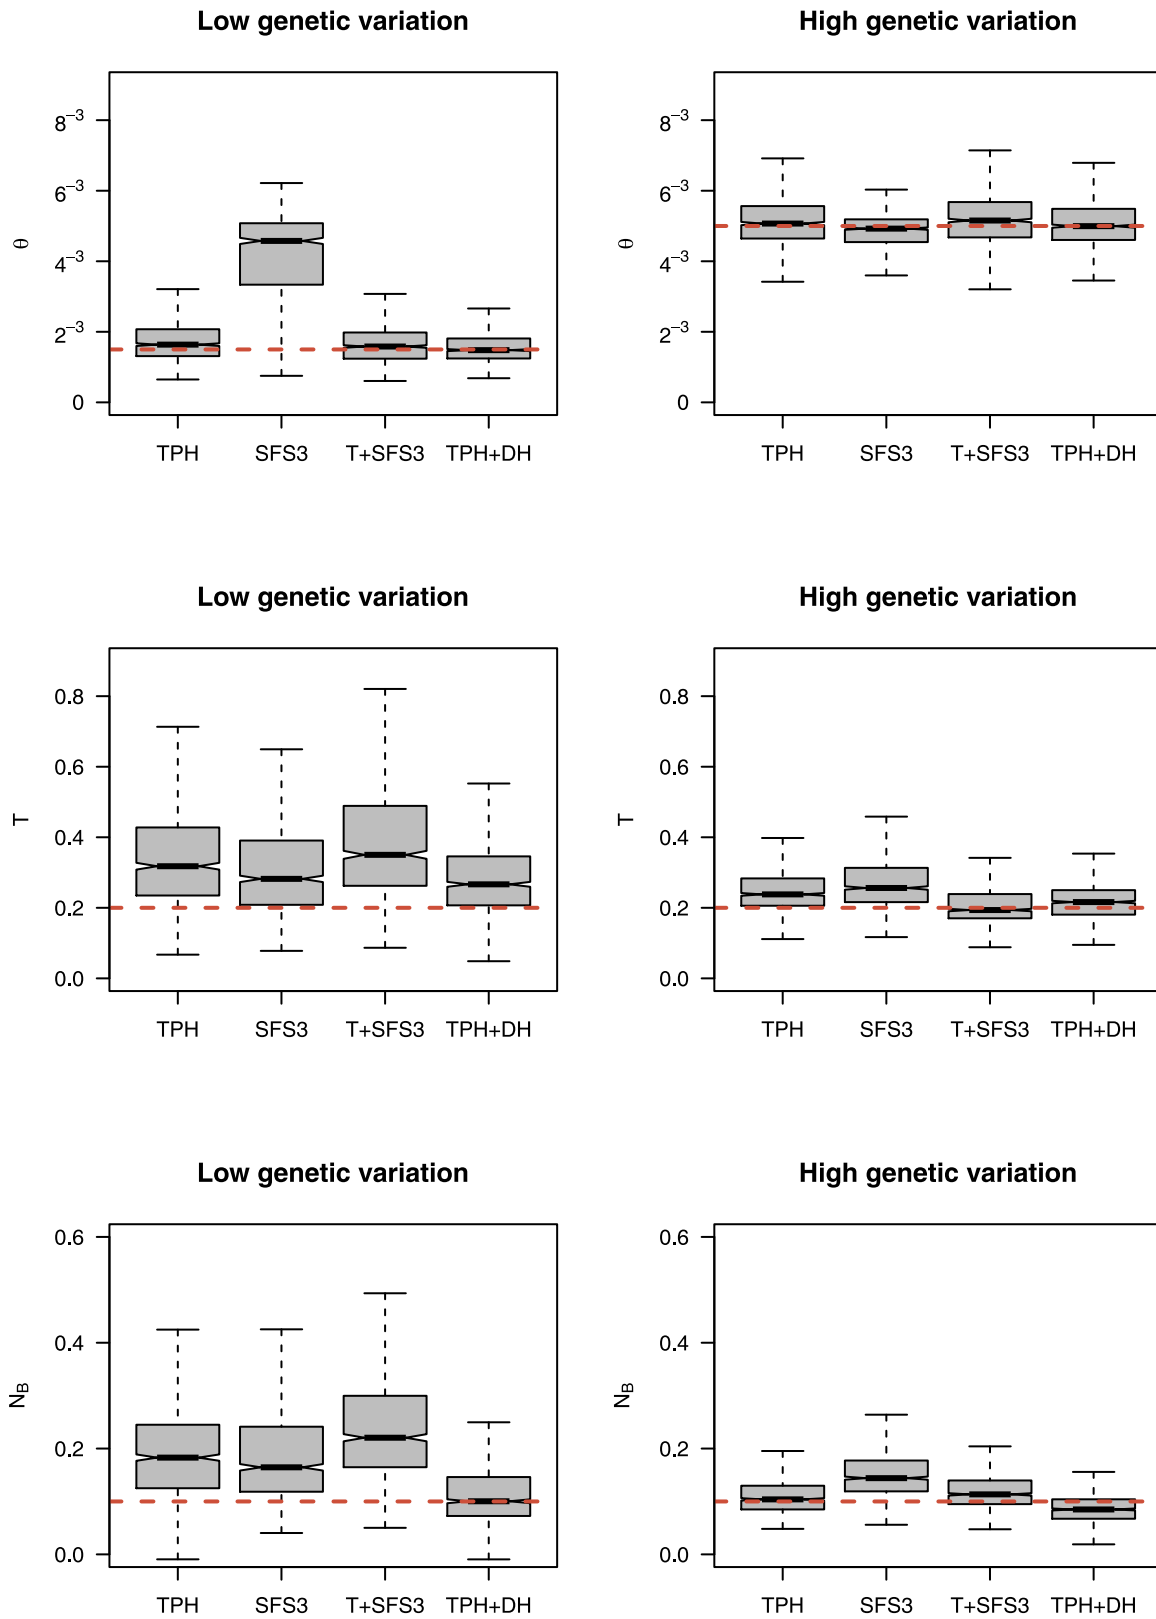 Low genetic variation High genetic variation
8⁻³ 8⁻³
6⁻³ 6⁻³
θ θ
4⁻³ 4⁻³
2⁻³ 2⁻³
0 0
TPH SFS3 T+SFS3 TPH+DH TPH SFS3 T+SFS3 TPH+DH
Low genetic variation High genetic variation
0.8 0.8
0.6 0.6
T T
0.4 0.4
0.2 0.2
0.0 0.0
TPH SFS3 T+SFS3 TPH+DH TPH SFS3 T+SFS3 TPH+DH
Low genetic variation High genetic variation
0.6 0.6
0.4 0.4
N_B N_B
0.2 0.2
0.0 0.0
TPH SFS3 T+SFS3 TPH+DH TPH SFS3 T+SFS3 TPH+DH